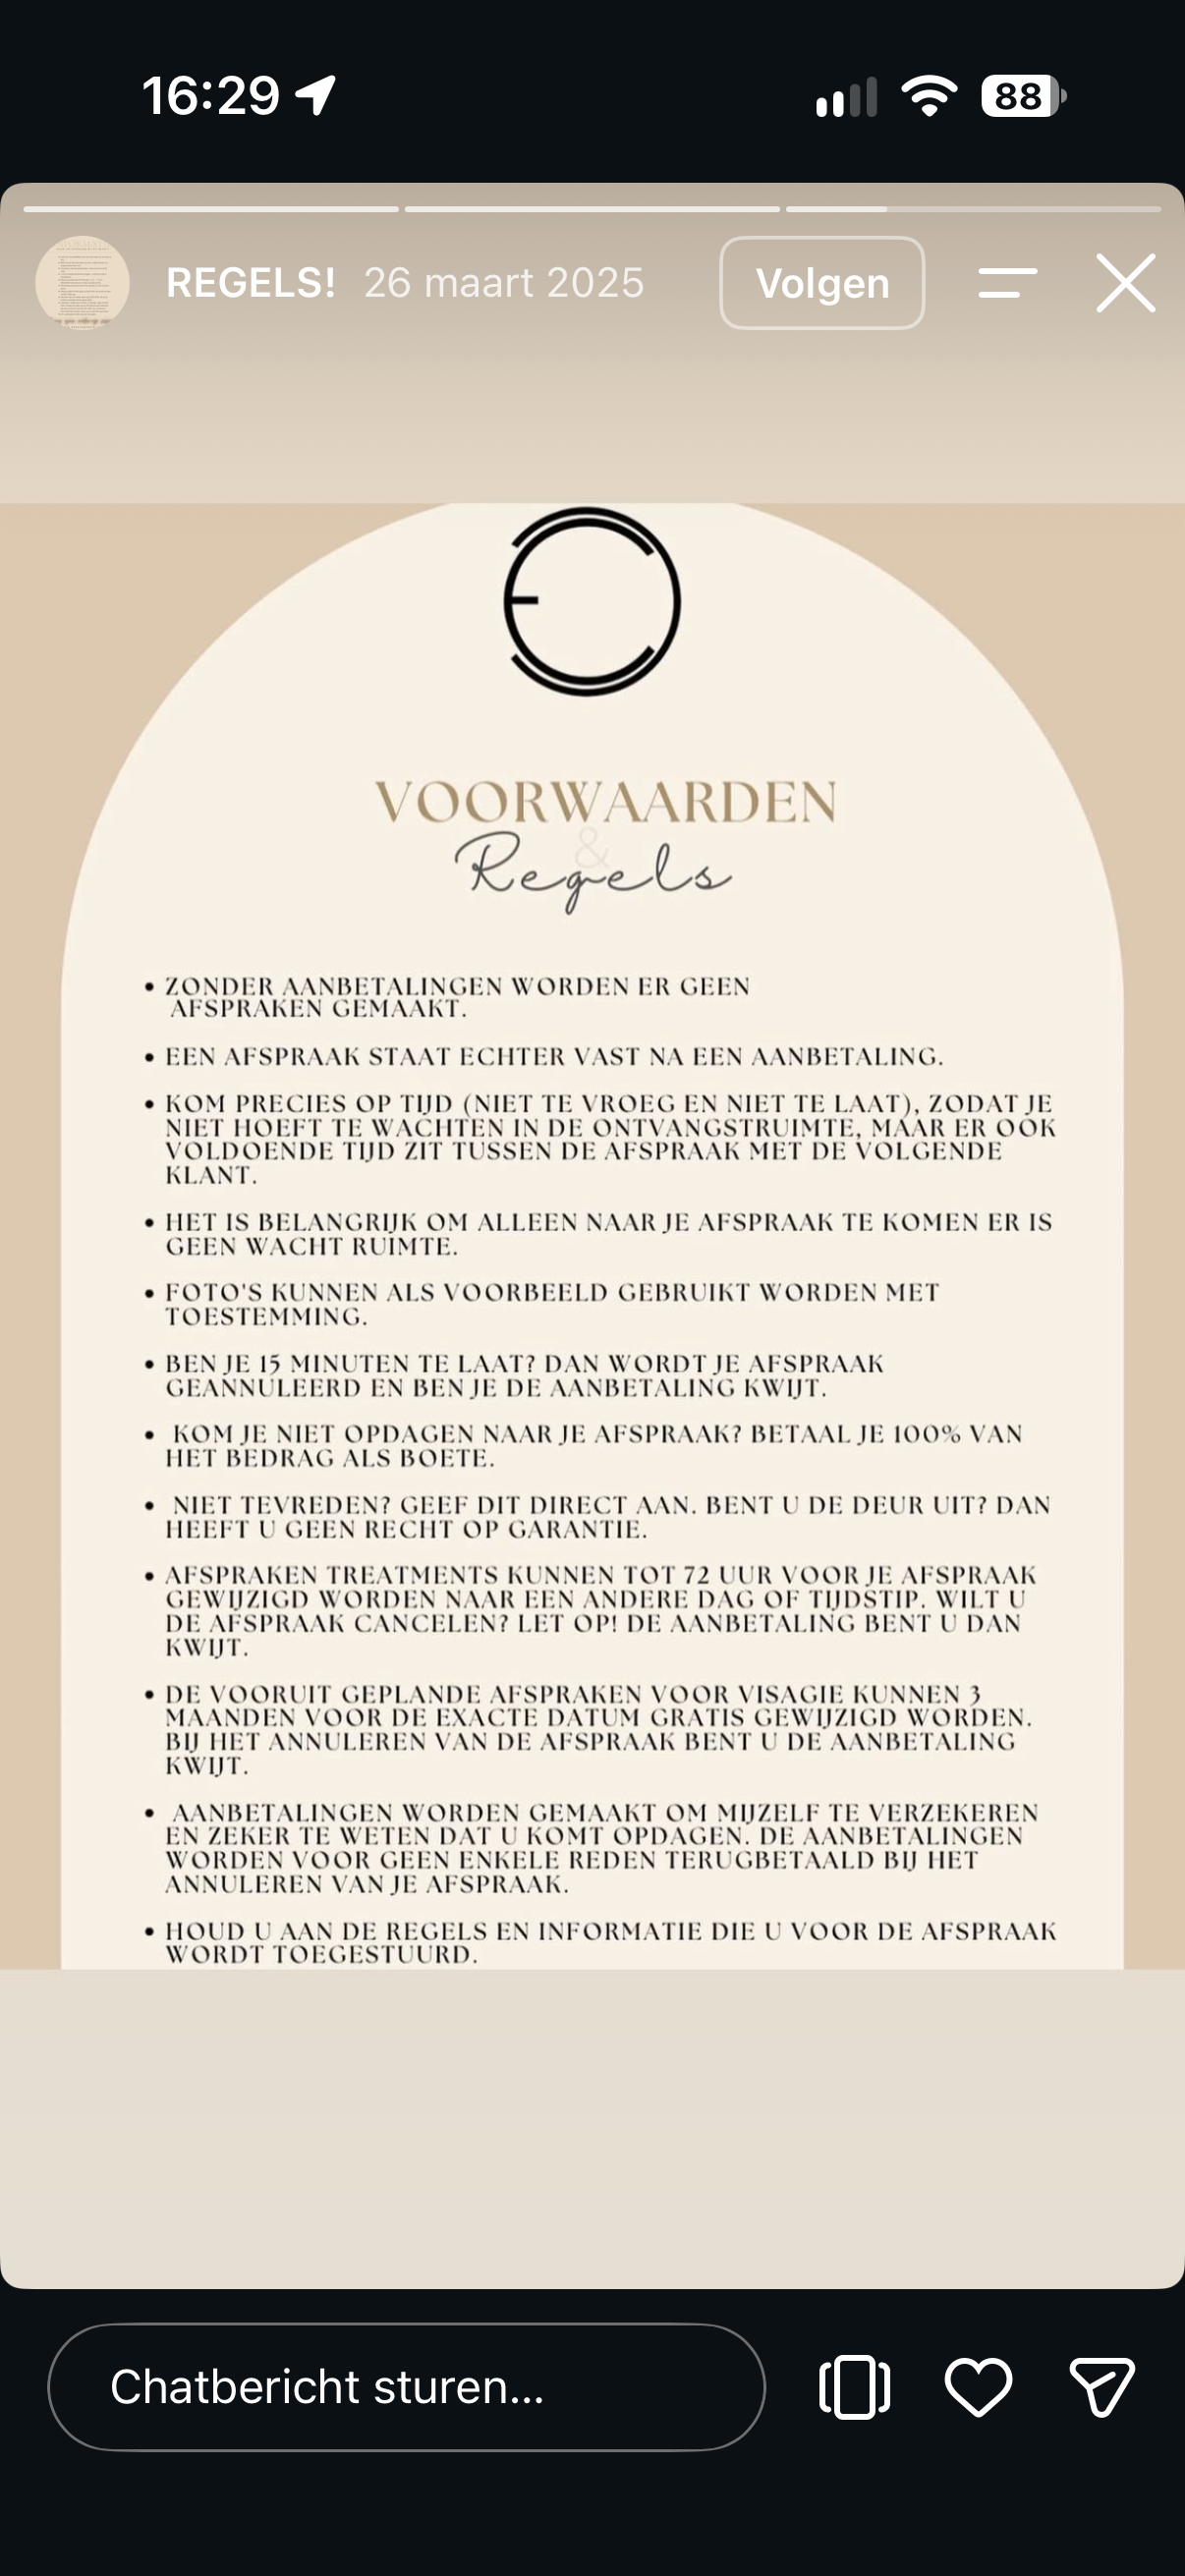 16:29
88
REGELS! 26 maart 2025 Volgen
VOORWAARDEN
&
Regels
• ZONDER AANBETALINGEN WORDEN ER GEEN
AFSPRAKEN GEMAAKT.
• EEN AFSPRAAK STAAT ECHTER VAST NA EEN AANBETALING.
• KOM PRECIES OP TIJD (NIET TE VROEG EN NIET TE LAAT), ZODAT JE
NIET HOEFT TE WACHTEN IN DE ONTVANGSTRUIMTE, MAAR ER OOK
VOLDOENDE TIJD ZIT TUSSEN DE AFSPRAAK MET DE VOLGENDE
KLANT.
• HET IS BELANGRIJK OM ALLEEN NAAR JE AFSPRAAK TE KOMEN ER IS
GEEN WACHT RUIMTE.
• FOTO'S KUNNEN ALS VOORBEELD GEBRUIKT WORDEN MET
TOESTEMMING.
• BEN JE 15 MINUTEN TE LAAT? DAN WORDT JE AFSPRAAK
GEANNULEERD EN BEN JE DE AANBETALING KWIJT.
• KOM JE NIET OPDAGEN NAAR JE AFSPRAAK? BETAAL JE 100% VAN
HET BEDRAG ALS BOETE.
• NIET TEVREDEN? GEEF DIT DIRECT AAN. BENT U DE DEUR UIT? DAN
HEEFT U GEEN RECHT OP GARANTIE.
• AFSPRAKEN TREATMENTS KUNNEN TOT 72 UUR VOOR JE AFSPRAAK
GEWIJZIGD WORDEN NAAR EEN ANDERE DAG OF TIJDSTIP. WILT U
DE AFSPRAAK CANCELEN? LET OP! DE AANBETALING BENT U DAN
KWIJT.
• DE VOORUIT GEPLANDE AFSPRAKEN VOOR VISAGIE KUNNEN 3
MAANDEN VOOR DE EXACTE DATUM GRATIS GEWIJZIGD WORDEN.
BIJ HET ANNULEREN VAN DE AFSPRAAK BENT U DE AANBETALING
KWIJT.
• AANBETALINGEN WORDEN GEMAAKT OM MIJZELF TE VERZEKEREN
EN ZEKER TE WETEN DAT U KOMT OPDAGEN. DE AANBETALINGEN
WORDEN VOOR GEEN ENKELE REDEN TERUGBETAALD BIJ HET
ANNULEREN VAN JE AFSPRAAK.
• HOUD U AAN DE REGELS EN INFORMATIE DIE U VOOR DE AFSPRAAK
WORDT TOEGESTUURD.
Chatbericht sturen...